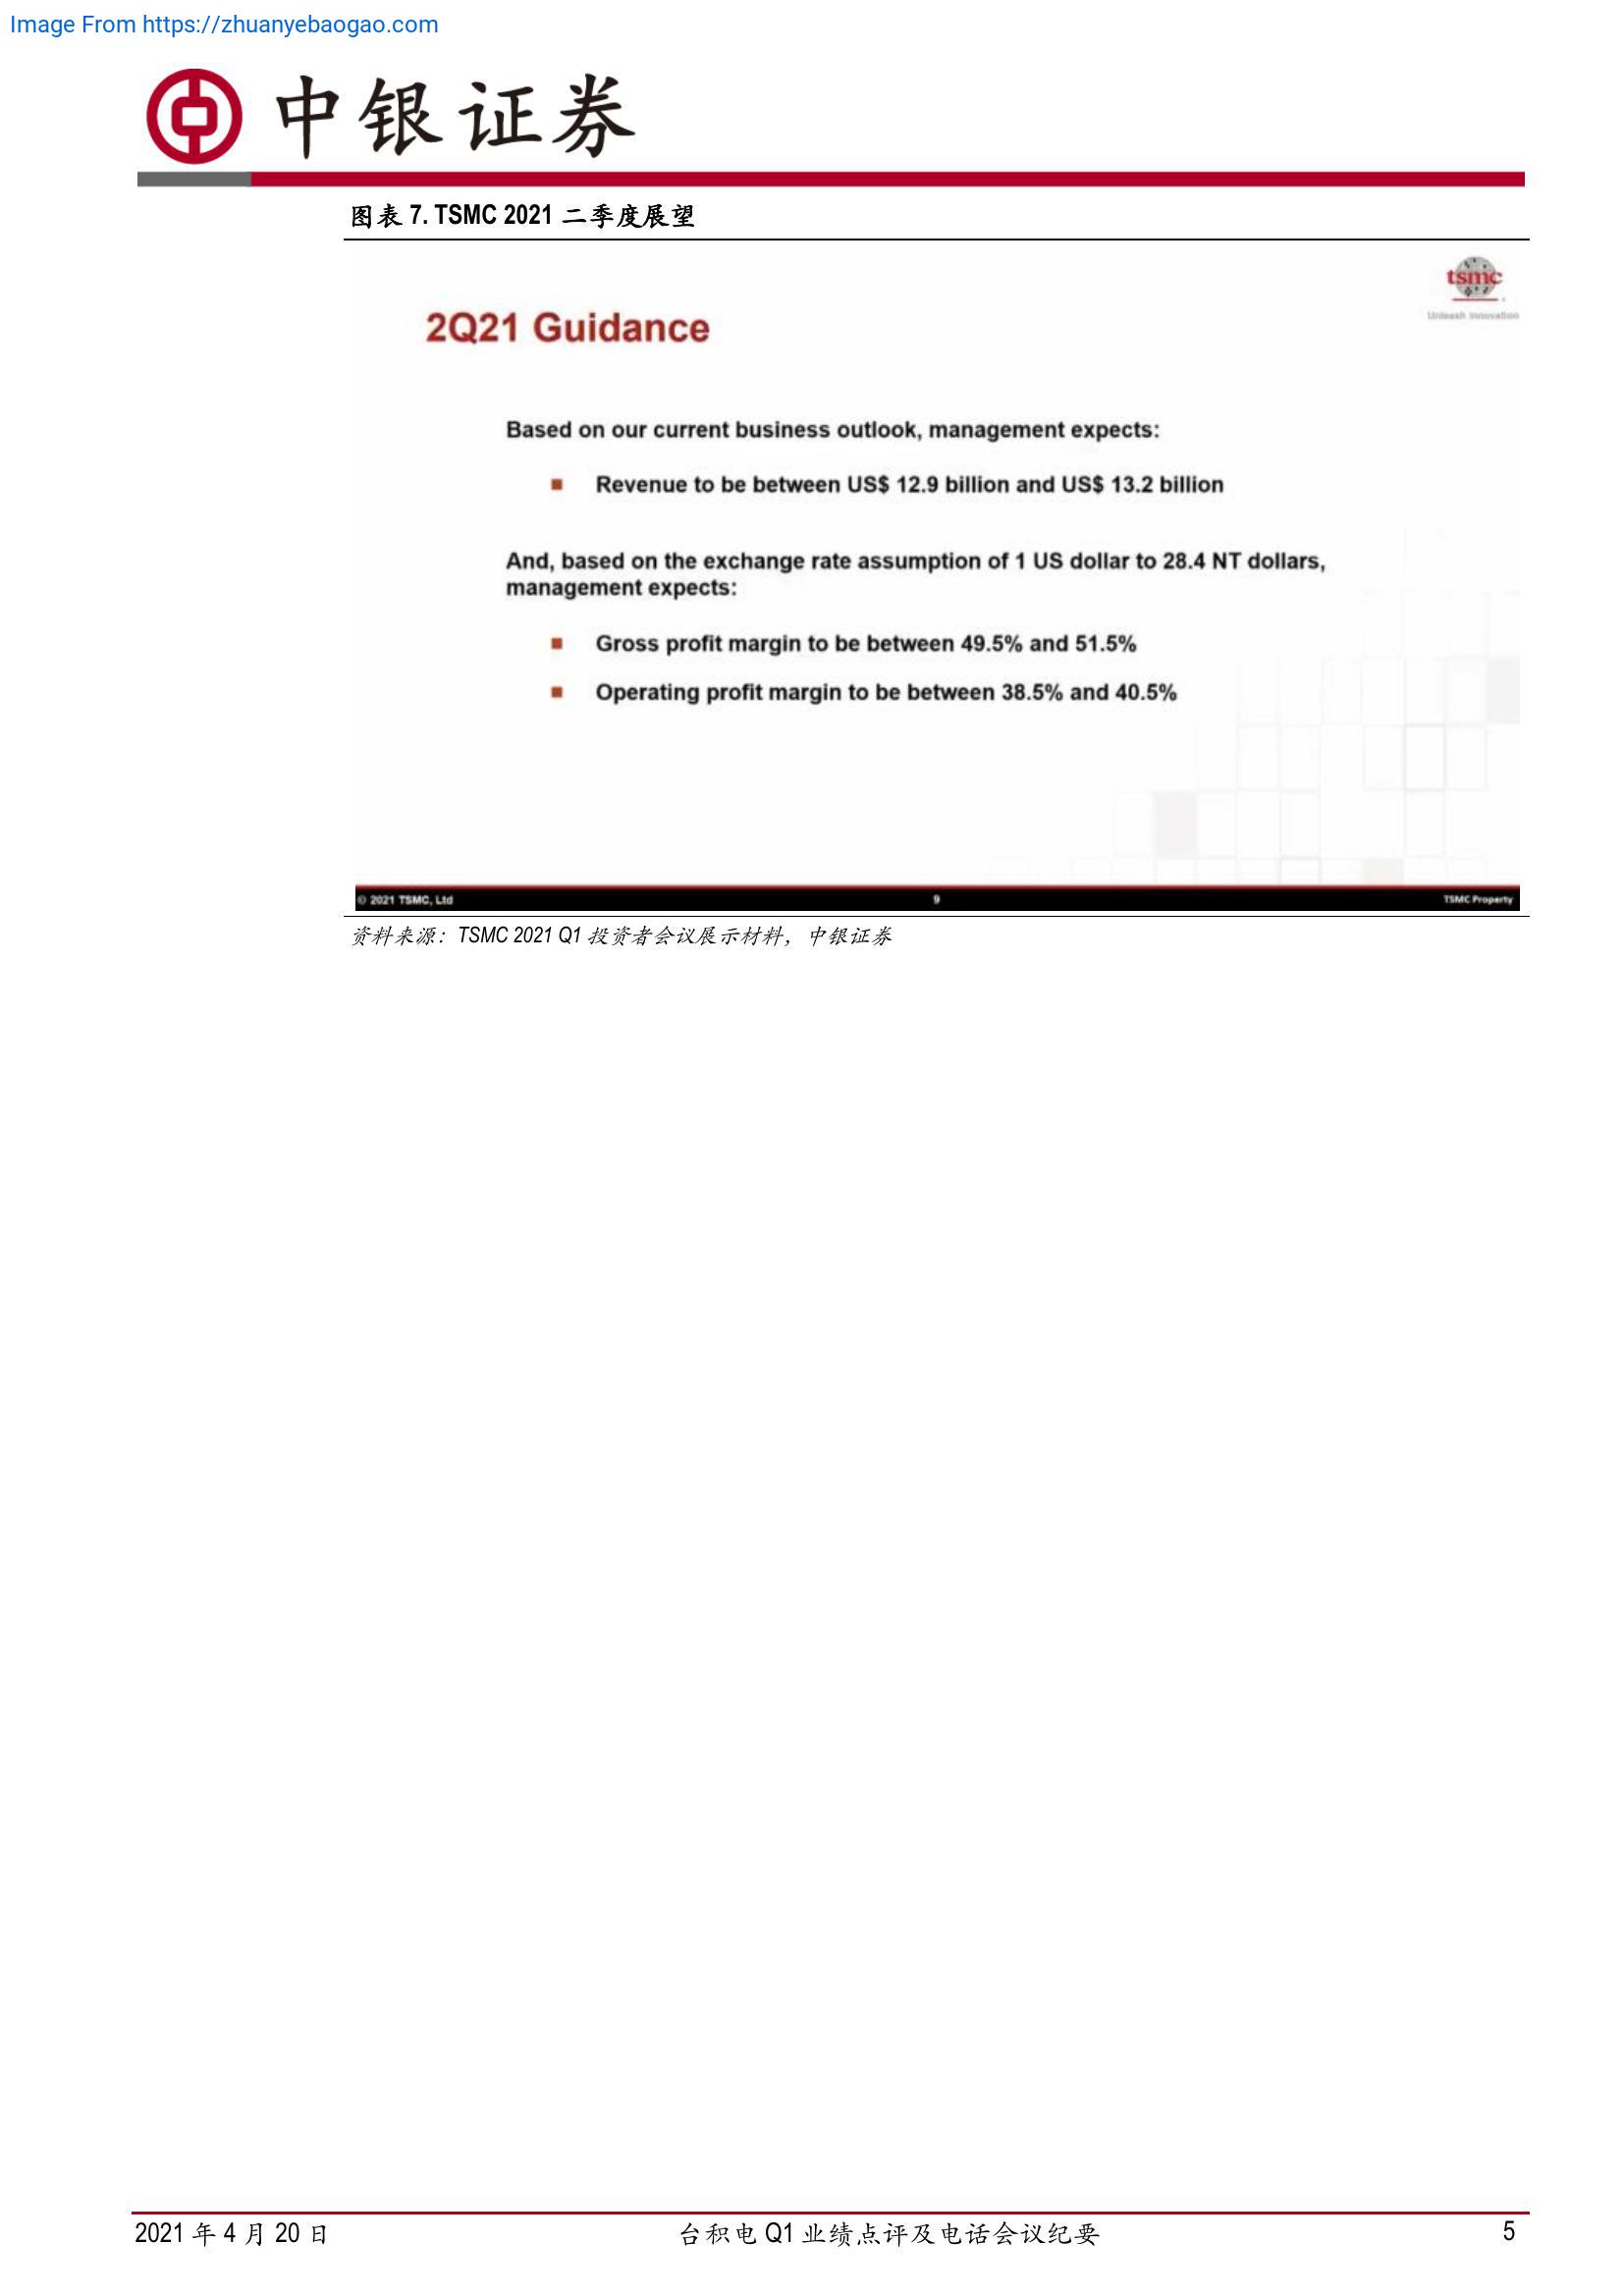 Image From https://zhuanyebaogao.com
中银证券
图表 7. TSMC 2021 二季度展望
tsmc
Unleash Innovation
2Q21 Guidance
Based on our current business outlook, management expects:
■ Revenue to be between US$ 12.9 billion and US$ 13.2 billion
And, based on the exchange rate assumption of 1 US dollar to 28.4 NT dollars,
management expects:
■ Gross profit margin to be between 49.5% and 51.5%
■ Operating profit margin to be between 38.5% and 40.5%
© 2021 TSMC, Ltd 9 TSMC Property
资料来源：TSMC 2021 Q1 投资者会议展示材料，中银证券
2021 年 4 月 20 日 台积电 Q1 业绩点评及电话会议纪要 5